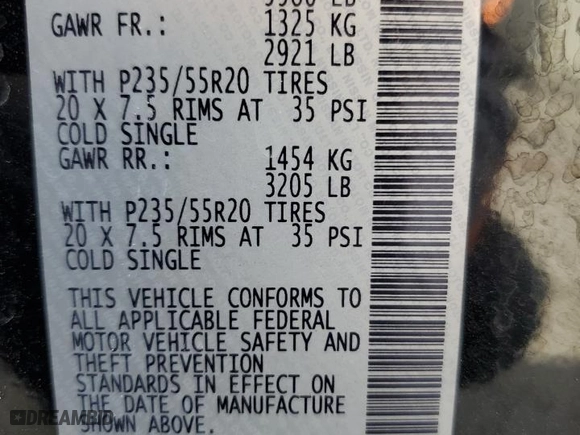 GAWR FR.: 1325 KG
2921 LB
WITH P235/55R20 TIRES
20 X 7.5 RIMS AT 35 PSI
COLD SINGLE
GAWR RR.: 1454 KG
3205 LB
WITH P235/55R20 TIRES
20 X 7.5 RIMS AT 35 PSI
COLD SINGLE
THIS VEHICLE CONFORMS TO
ALL APPLICABLE FEDERAL
MOTOR VEHICLE SAFETY AND
THEFT PREVENTION
STANDARDS IN EFFECT ON
THE DATE OF MANUFACTURE
SHOWN ABOVE.
DREAMBID